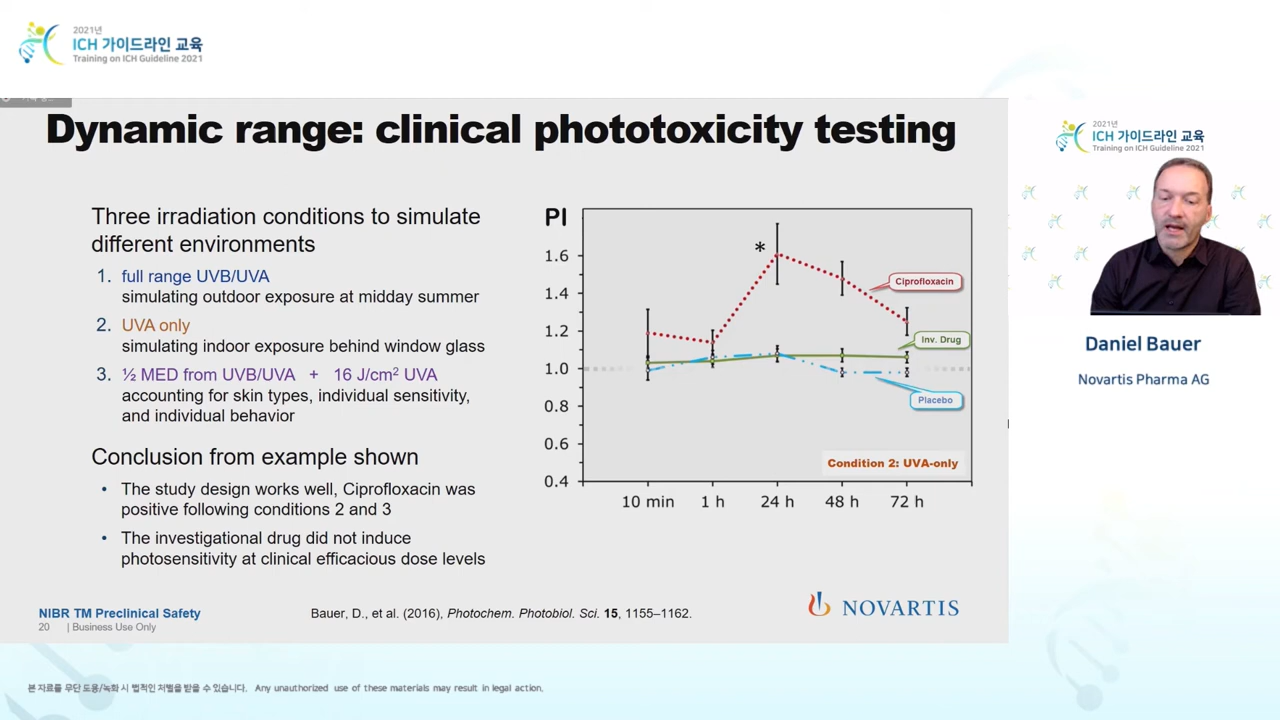 2021년
ICH 가이드라인 교육
Training on ICH Guideline 2021
Dynamic range: clinical phototoxicity testing
Three irradiation conditions to simulate
different environments
1. full range UVB/UVA
simulating outdoor exposure at midday summer
2. UVA only
simulating indoor exposure behind window glass
3. ½ MED from UVB/UVA + 16 J/cm² UVA
accounting for skin types, individual sensitivity,
and individual behavior
Conclusion from example shown
• The study design works well, Ciprofloxacin was
positive following conditions 2 and 3
• The investigational drug did not induce
photosensitivity at clinical efficacious dose levels
PI
1.6
1.4
1.2
1.0
0.8
0.6
0.4
*
Ciprofloxacin
Inv. Drug
Placebo
Condition 2: UVA-only
10 min 1 h 24 h 48 h 72 h
NIBR TM Preclinical Safety
20 | Business Use Only
Bauer, D., et al. (2016), Photochem. Photobiol. Sci. 15, 1155–1162.
NOVARTIS
2021년
ICH 가이드라인 교육
Training on ICH Guideline 2021
Daniel Bauer
Novartis Pharma AG
본 자료를 무단 도용/녹화 시 법적인 처벌을 받을 수 있습니다. Any unauthorized use of these materials may result in legal action.